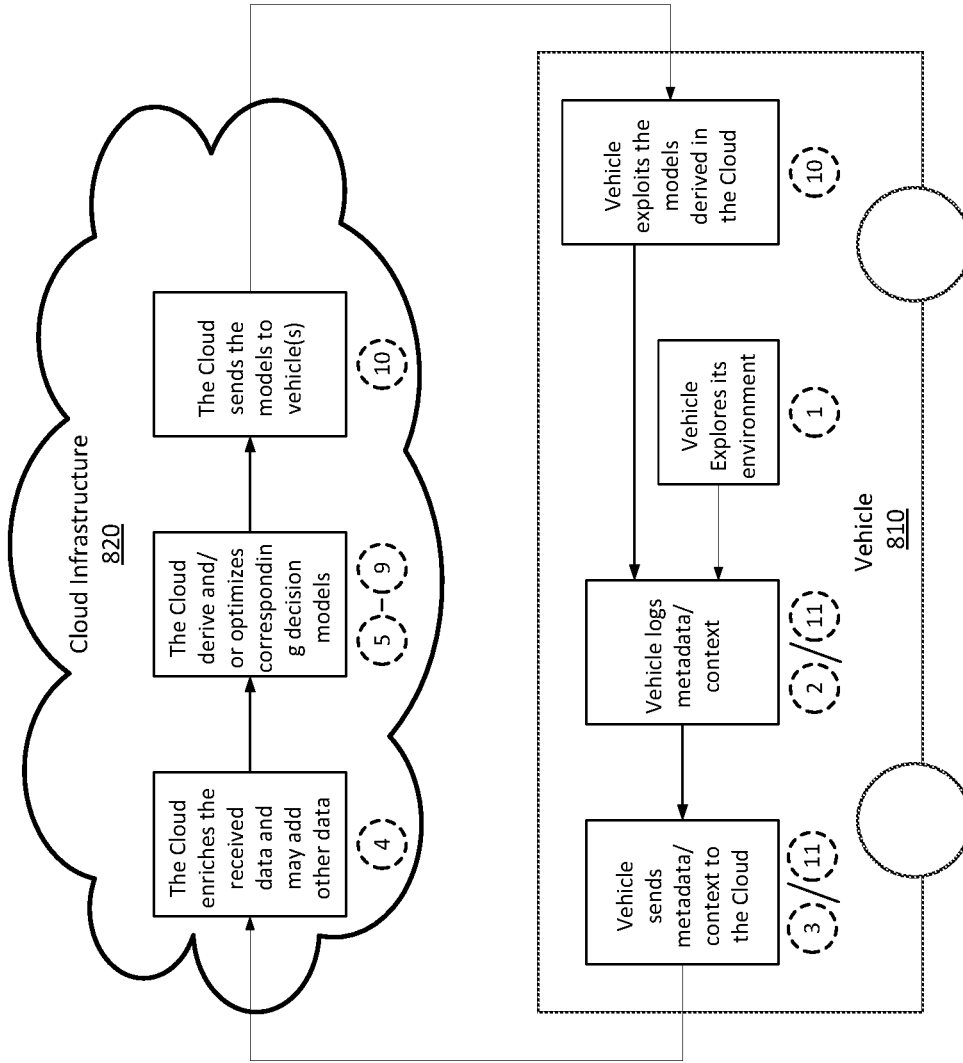 Cloud Infrastructure
820
The Cloud
enriches the
received
data and
may add
other data
4
The Cloud
derive and/
or optimizes
correspondin
g decision
models
5
–
9
The Cloud
sends the
models to
vehicle(s)
10
Vehicle
sends
metadata/
context to
the Cloud
3
/
11
Vehicle logs
metadata/
context
2
/
11
Vehicle
Explores its
environment
1
Vehicle
exploits the
models
derived in
the Cloud
10
Vehicle
810